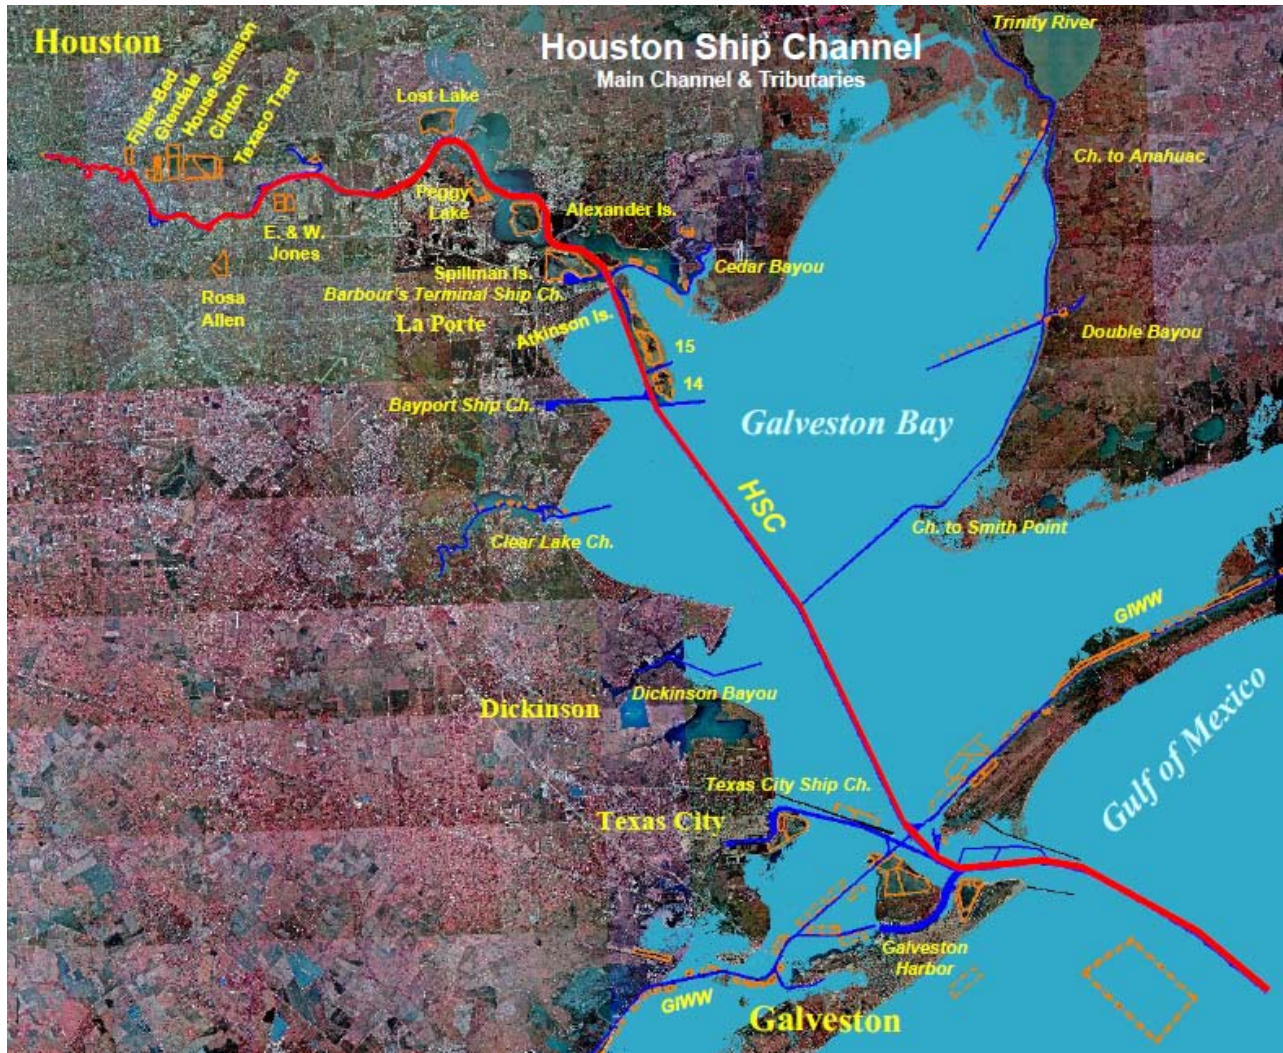 Houston
Houston Ship Channel
Main Channel & Tributaries
Trinity River
Filter-Bed
Glendale
House-Stimson
Clinton
Texaco Tract
Lost Lake
Ch. to Anahuac
Peggy
Lake
Alexander Is.
E. & W.
Jones
Spillman Is.
Cedar Bayou
Barbour's Terminal Ship Ch.
Rosa
Allen
La Porte
Atkinson Is.
15
Double Bayou
14
Bayport Ship Ch.
Galveston Bay
HSC
Clear Lake Ch.
Ch. to Smith Point
GIWW
Dickinson Bayou
Dickinson
Gulf of Mexico
Texas City Ship Ch.
Texas City
Galveston
Harbor
GIWW
Galveston